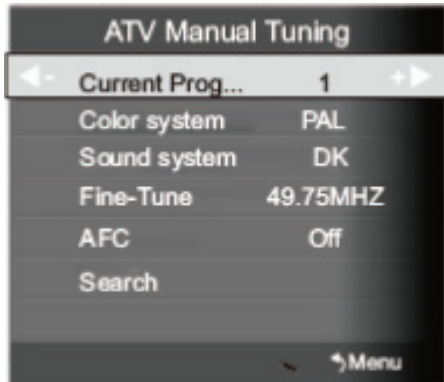 ATV Manual Tuning
Current Prog... 1
Color system PAL
Sound system DK
Fine-Tune 49.75MHZ
AFC Off
Search
Menu